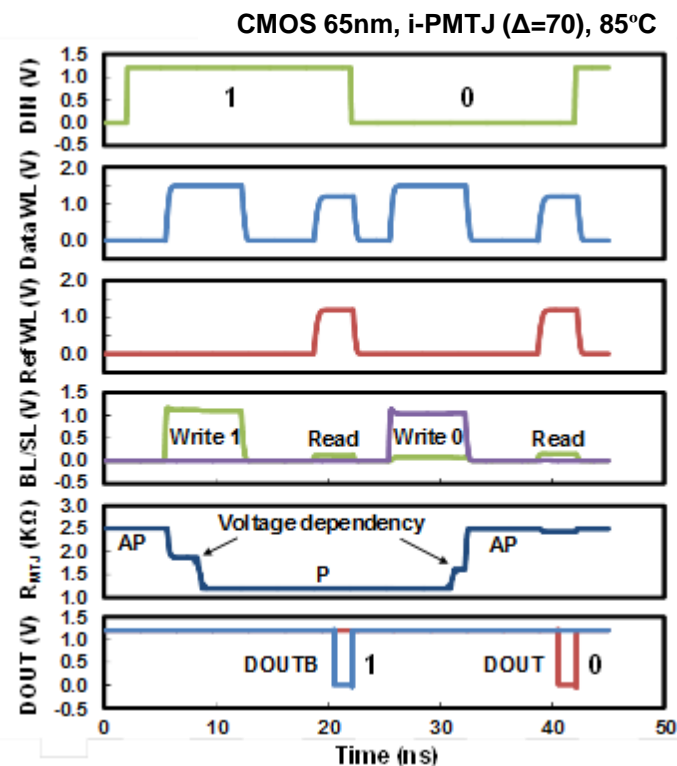 CMOS 65nm, i-PMTJ (Δ=70), 85ºC
DIN (V)
1.5
1.0
0.5
0.0
-0.5
1
0
Data WL (V)
2.0
1.0
0.0
Ref WL (V)
2.0
1.0
0.0
BL/SL (V)
1.5
1.0
0.5
0.0
-0.5
Write 1
Read
Write 0
Read
RMTJ (KΩ)
3.0
2.5
2.0
1.5
1.0
AP
Voltage dependency
P
AP
DOUT (V)
1.5
1.0
0.5
0.0
-0.5
DOUTB
1
DOUT
0
0
10
20
30
40
50
Time (ns)